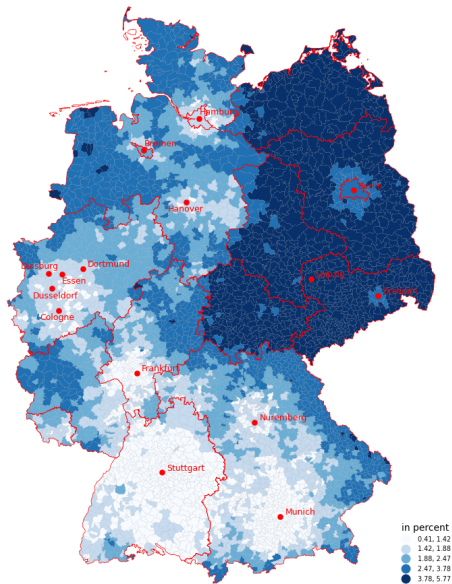 Hamburg
Bremen
Hanover
Dortmund
Essen
Dusseldorf
Cologne
Frankfurt
Nuremberg
Stuttgart
Munich
in percent
0.41, 1.42
1.42, 1.88
1.88, 2.47
2.47, 3.78
3.78, 5.77